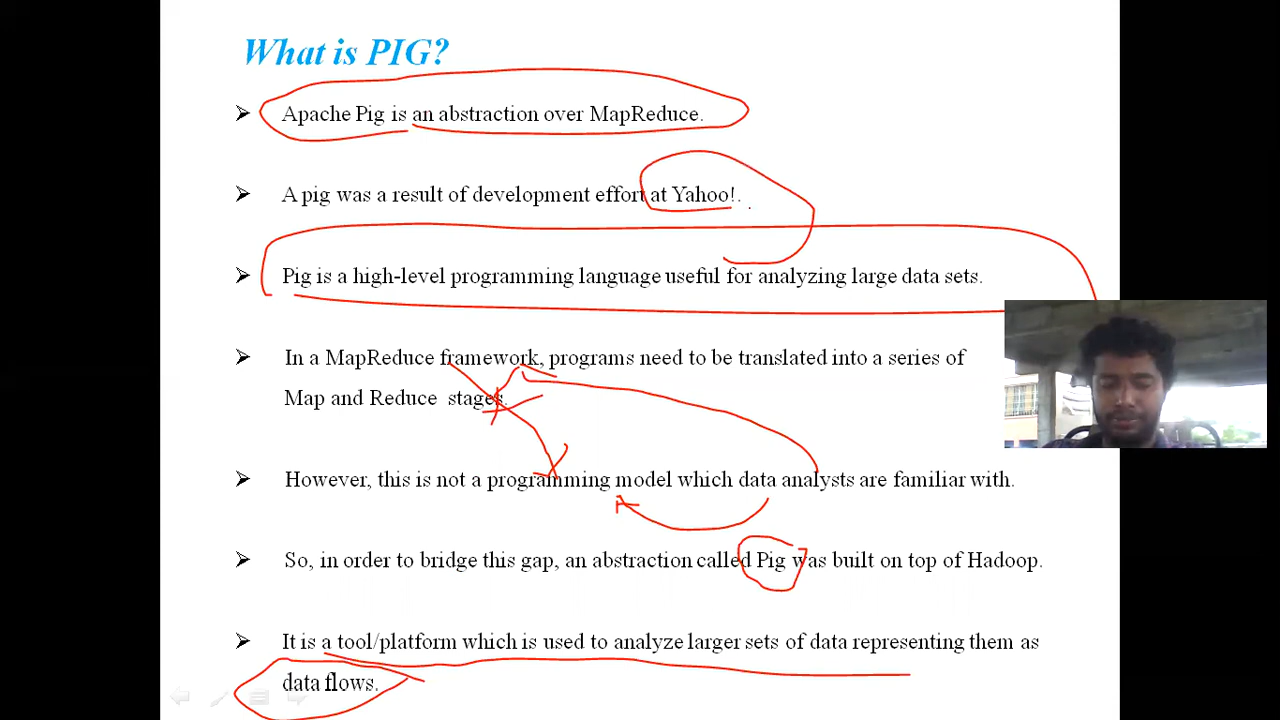 What is PIG?
Apache Pig is an abstraction over MapReduce.
A pig was a result of development effort at Yahoo!.
Pig is a high-level programming language useful for analyzing large data sets.
In a MapReduce framework, programs need to be translated into a series of
Map and Reduce stages.
However, this is not a programming model which data analysts are familiar with.
So, in order to bridge this gap, an abstraction called Pig was built on top of Hadoop.
It is a tool/platform which is used to analyze larger sets of data representing them as
data flows.